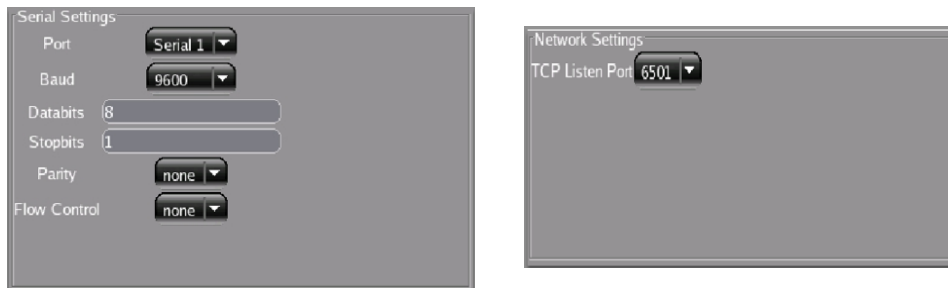 Serial Settings
Port Serial 1
Baud 9600
Databits 8
Stopbits 1
Parity none
Flow Control none
Network Settings
TCP Listen Port 6501